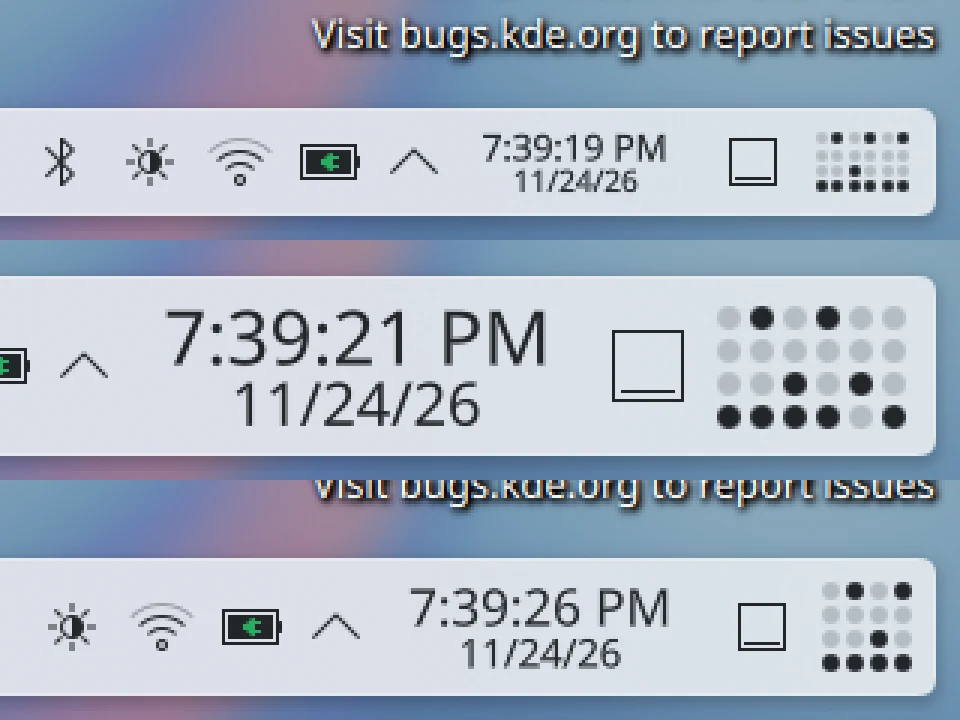 Visit bugs.kde.org to report issues
7:39:19 PM
11/24/26
7:39:21 PM
11/24/26
Visit bugs.kde.org to report issues
7:39:26 PM
11/24/26